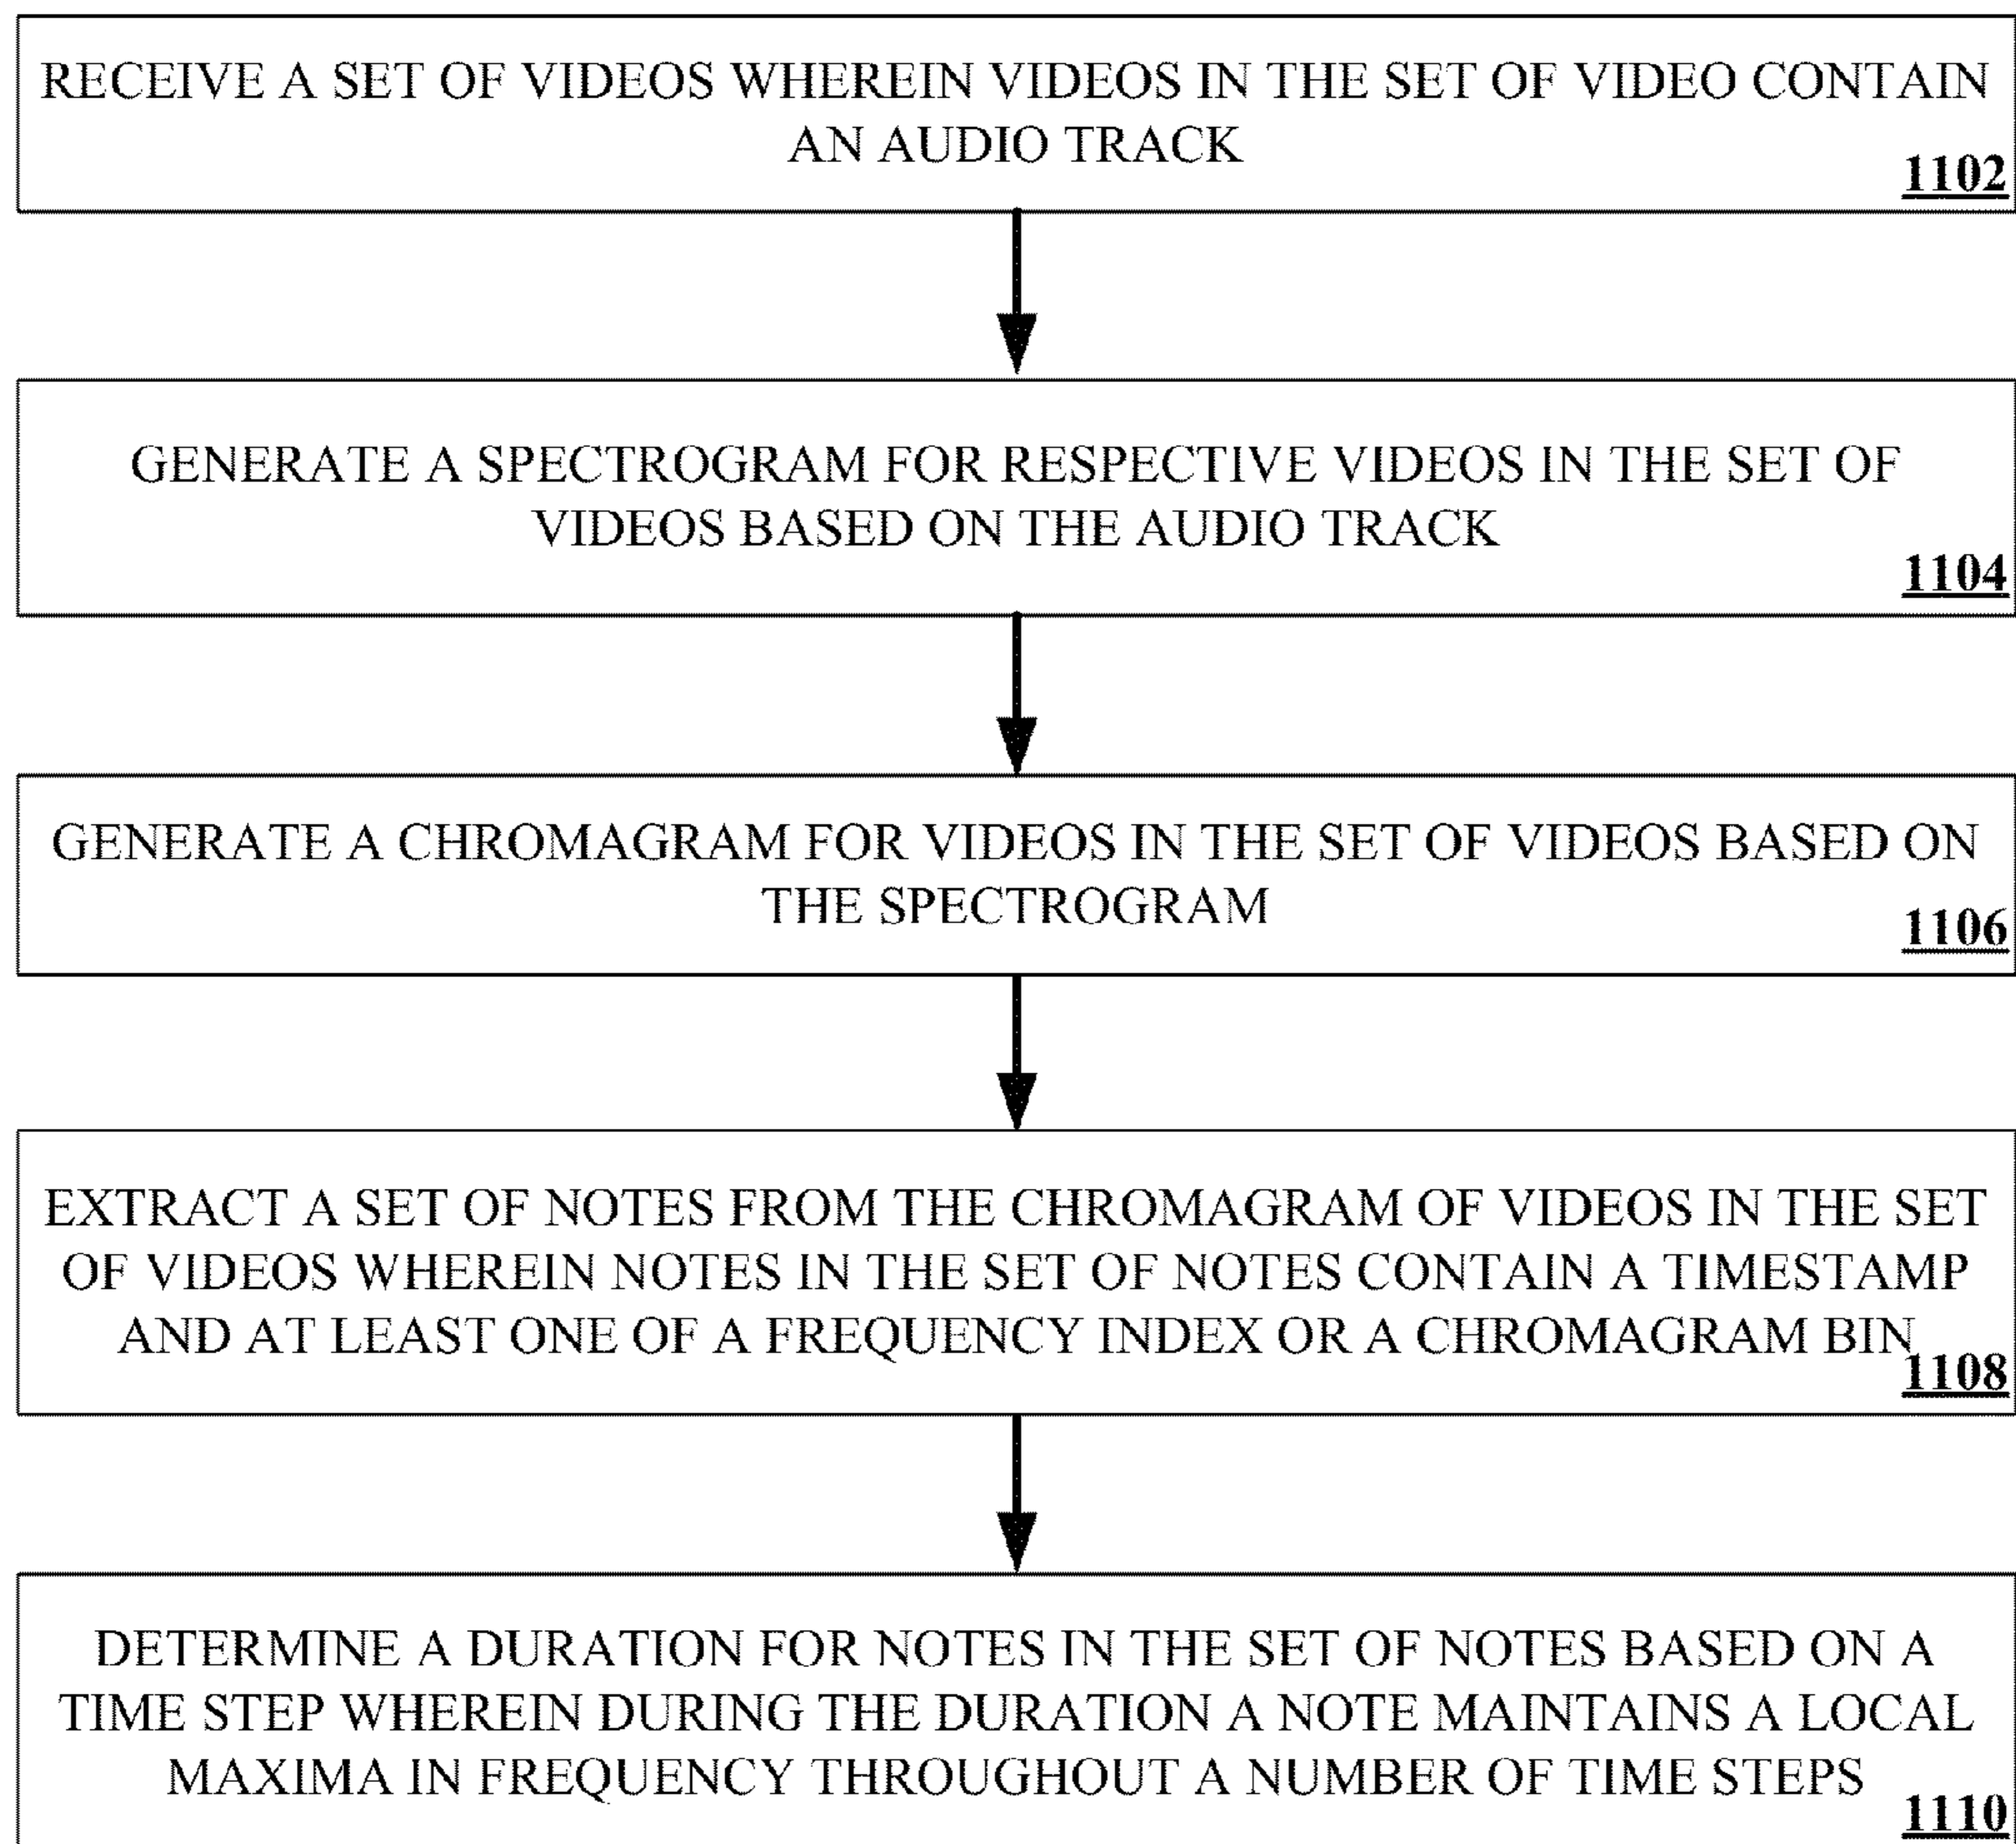 RECEIVE A SET OF VIDEOS WHEREIN VIDEOS IN THE SET OF VIDEO CONTAIN
AN AUDIO TRACK
1102
GENERATE A SPECTROGRAM FOR RESPECTIVE VIDEOS IN THE SET OF
VIDEOS BASED ON THE AUDIO TRACK
1104
GENERATE A CHROMAGRAM FOR VIDEOS IN THE SET OF VIDEOS BASED ON
THE SPECTROGRAM
1106
EXTRACT A SET OF NOTES FROM THE CHROMAGRAM OF VIDEOS IN THE SET
OF VIDEOS WHEREIN NOTES IN THE SET OF NOTES CONTAIN A TIMESTAMP
AND AT LEAST ONE OF A FREQUENCY INDEX OR A CHROMAGRAM BIN
1108
DETERMINE A DURATION FOR NOTES IN THE SET OF NOTES BASED ON A
TIME STEP WHEREIN DURING THE DURATION A NOTE MAINTAINS A LOCAL
MAXIMA IN FREQUENCY THROUGHOUT A NUMBER OF TIME STEPS
1110